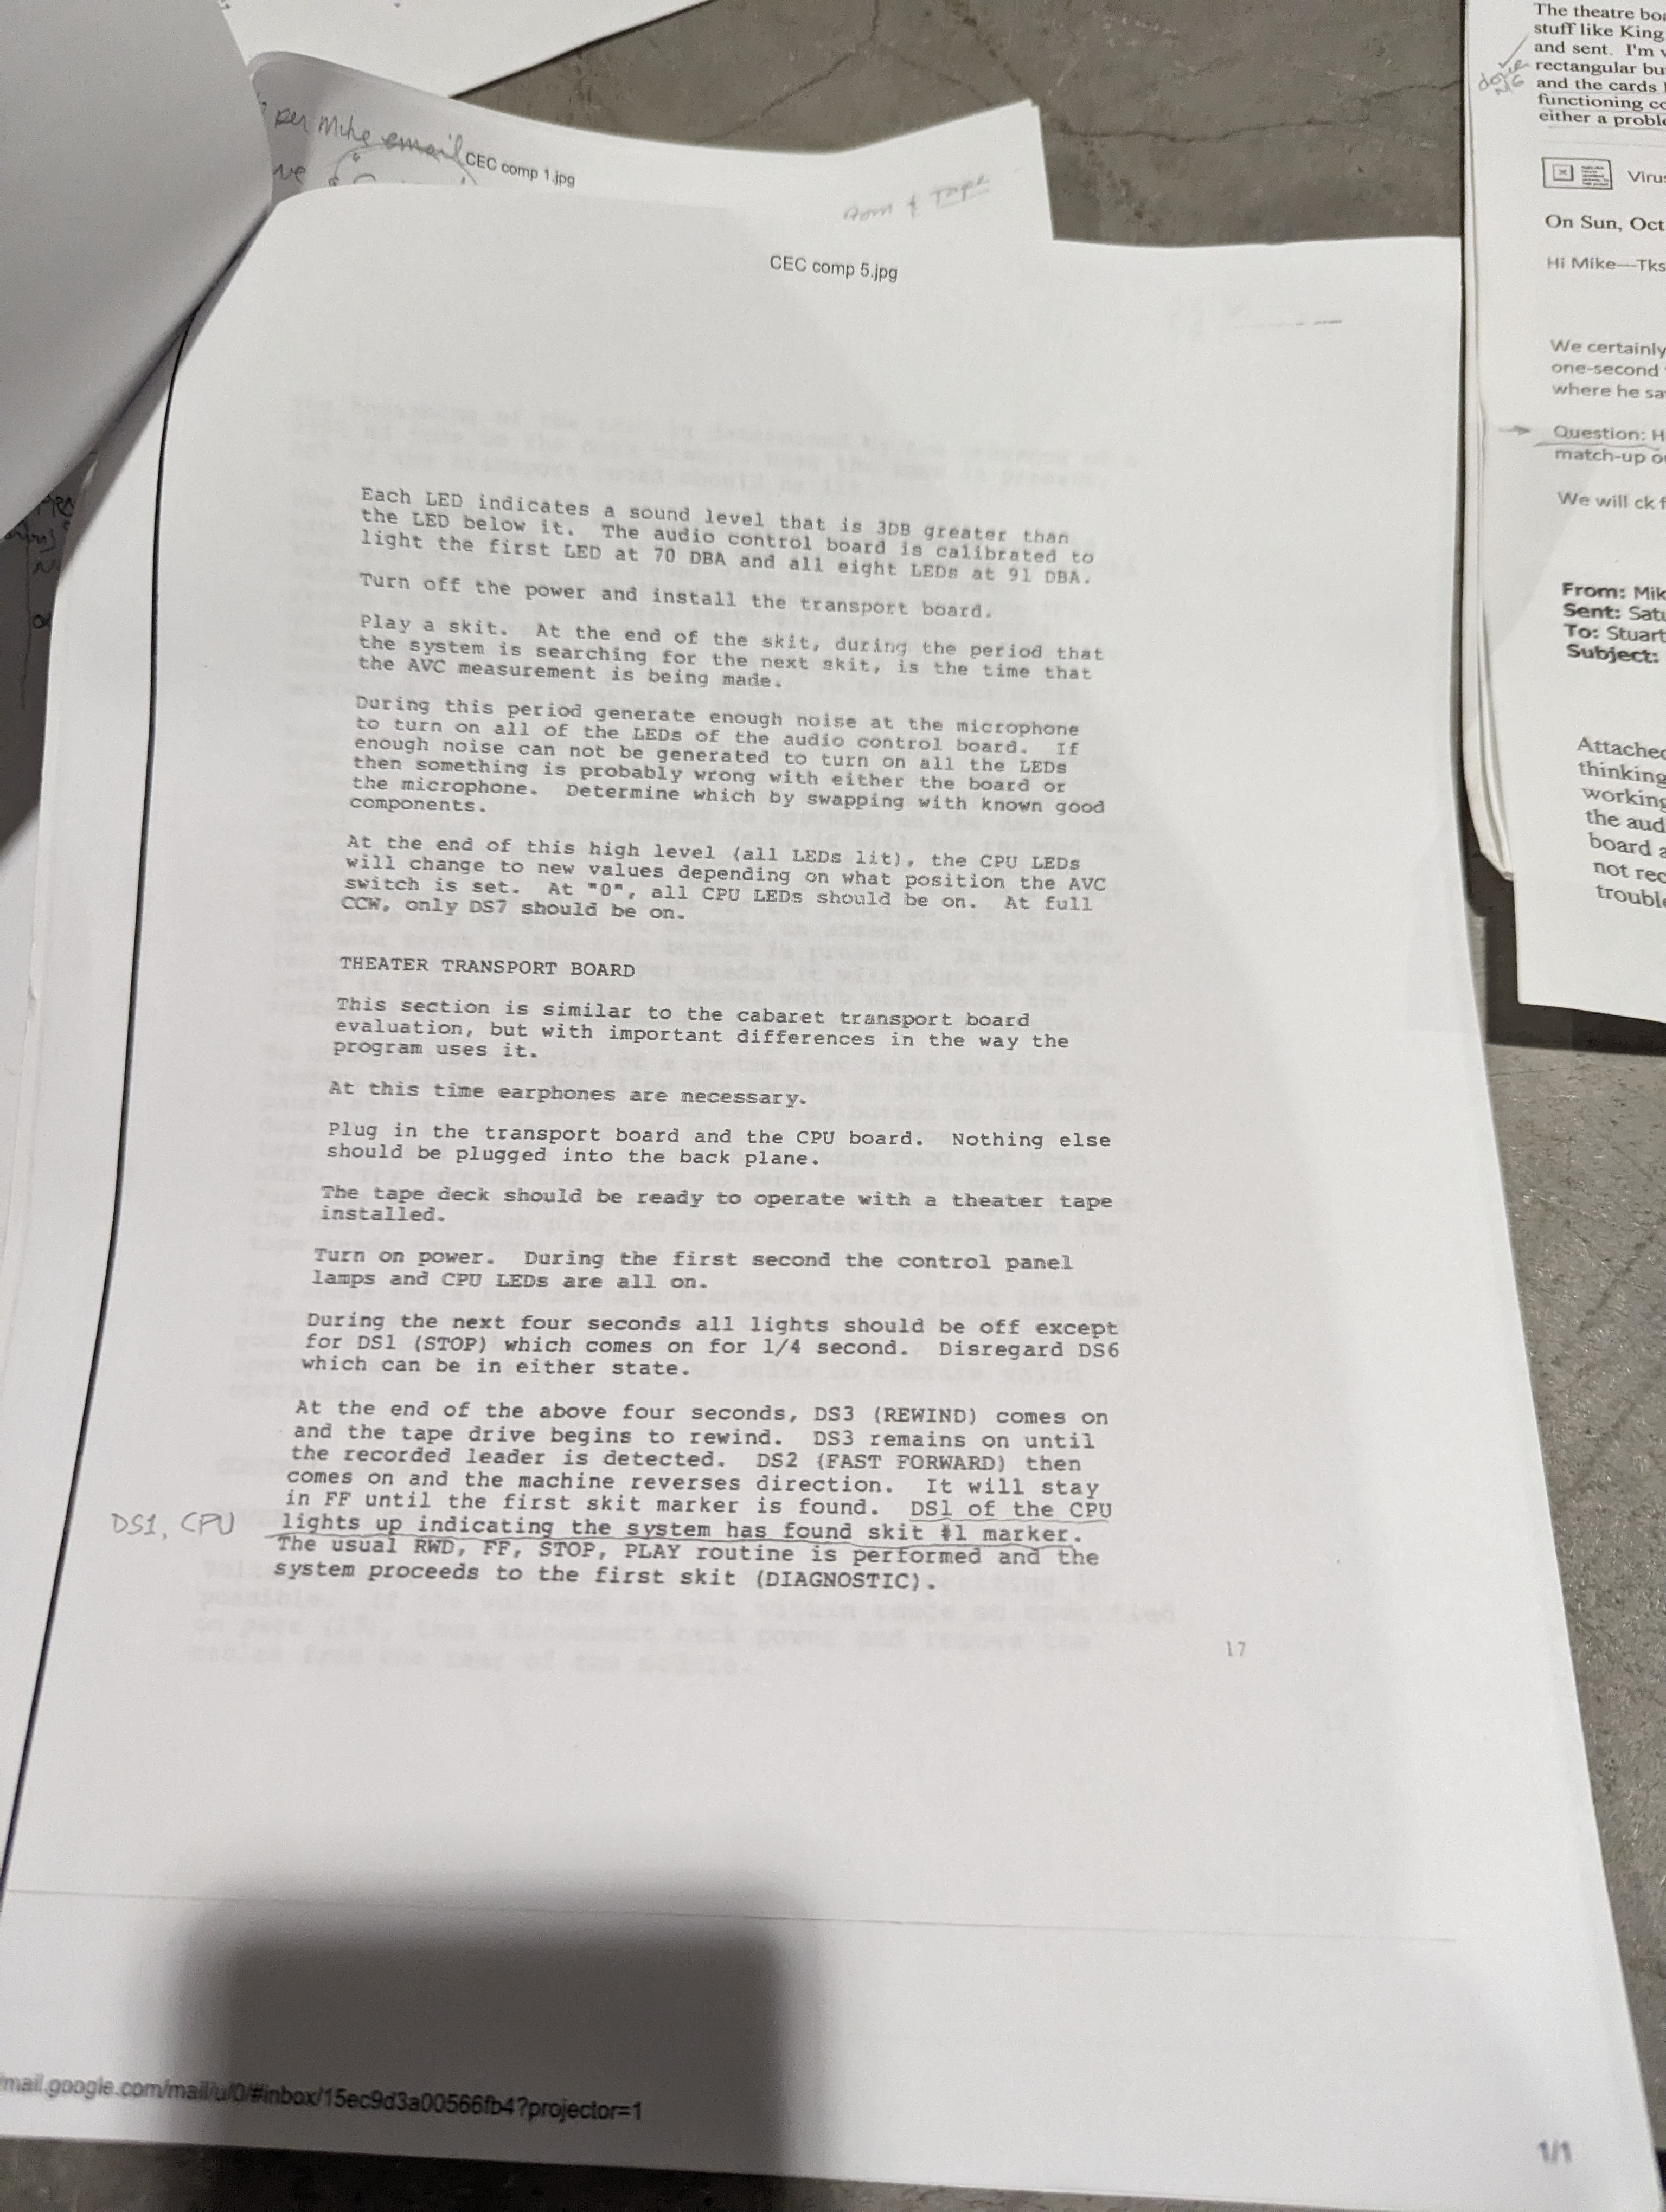 per Mike email
CEC comp 1.jpg
Tape
CEC comp 5.jpg
Each LED indicates a sound level that is 3DB greater than
the LED below it. The audio control board is calibrated to
light the first LED at 70 DBA and all eight LEDs at 91 DBA.
Turn off the power and install the transport board.
Play a skit. At the end of the skit, during the period that
the system is searching for the next skit, is the time that
the AVC measurement is being made.
During this period generate enough noise at the microphone
to turn on all of the LEDs of the audio control board. If
enough noise can not be generated to turn on all the LEDs
then something is probably wrong with either the board or
the microphone. Determine which by swapping with known good
components.
At the end of this high level (all LEDs lit), the CPU LEDs
will change to new values depending on what position the AVC
switch is set. At "0", all CPU LEDs should be on. At full
CCW, only DS7 should be on.
THEATER TRANSPORT BOARD
This section is similar to the cabaret transport board
evaluation, but with important differences in the way the
program uses it.
At this time earphones are necessary.
Plug in the transport board and the CPU board. Nothing else
should be plugged into the back plane.
The tape deck should be ready to operate with a theater tape
installed.
Turn on power. During the first second the control panel
lamps and CPU LEDs are all on.
During the next four seconds all lights should be off except
for DS1 (STOP) which comes on for 1/4 second. Disregard DS6
which can be in either state.
At the end of the above four seconds, DS3 (REWIND) comes on
and the tape drive begins to rewind. DS3 remains on until
the recorded leader is detected. DS2 (FAST FORWARD) then
comes on and the machine reverses direction. It will stay
in FF until the first skit marker is found. DS1 of the CPU
DS1, CPU lights up indicating the system has found skit #1 marker.
The usual RWD, FF, STOP, PLAY routine is performed and the
system proceeds to the first skit (DIAGNOSTIC).
17
mail.google.com/mail/u/0/#inbox/15ec9d3a00566fb4?projector=1
1/1
The theatre boa
stuff like King
and sent. I'm
rectangular bu
and the cards
functioning co
either a proble
Virus
On Sun, Oct
Hi Mike—Tks
We certainly
one-second
where he sa
Question: H
match-up o
We will ck f
From: Mik
Sent: Satu
To: Stuart
Subject:
Attached
thinking
working
the aud
board a
not rec
trouble